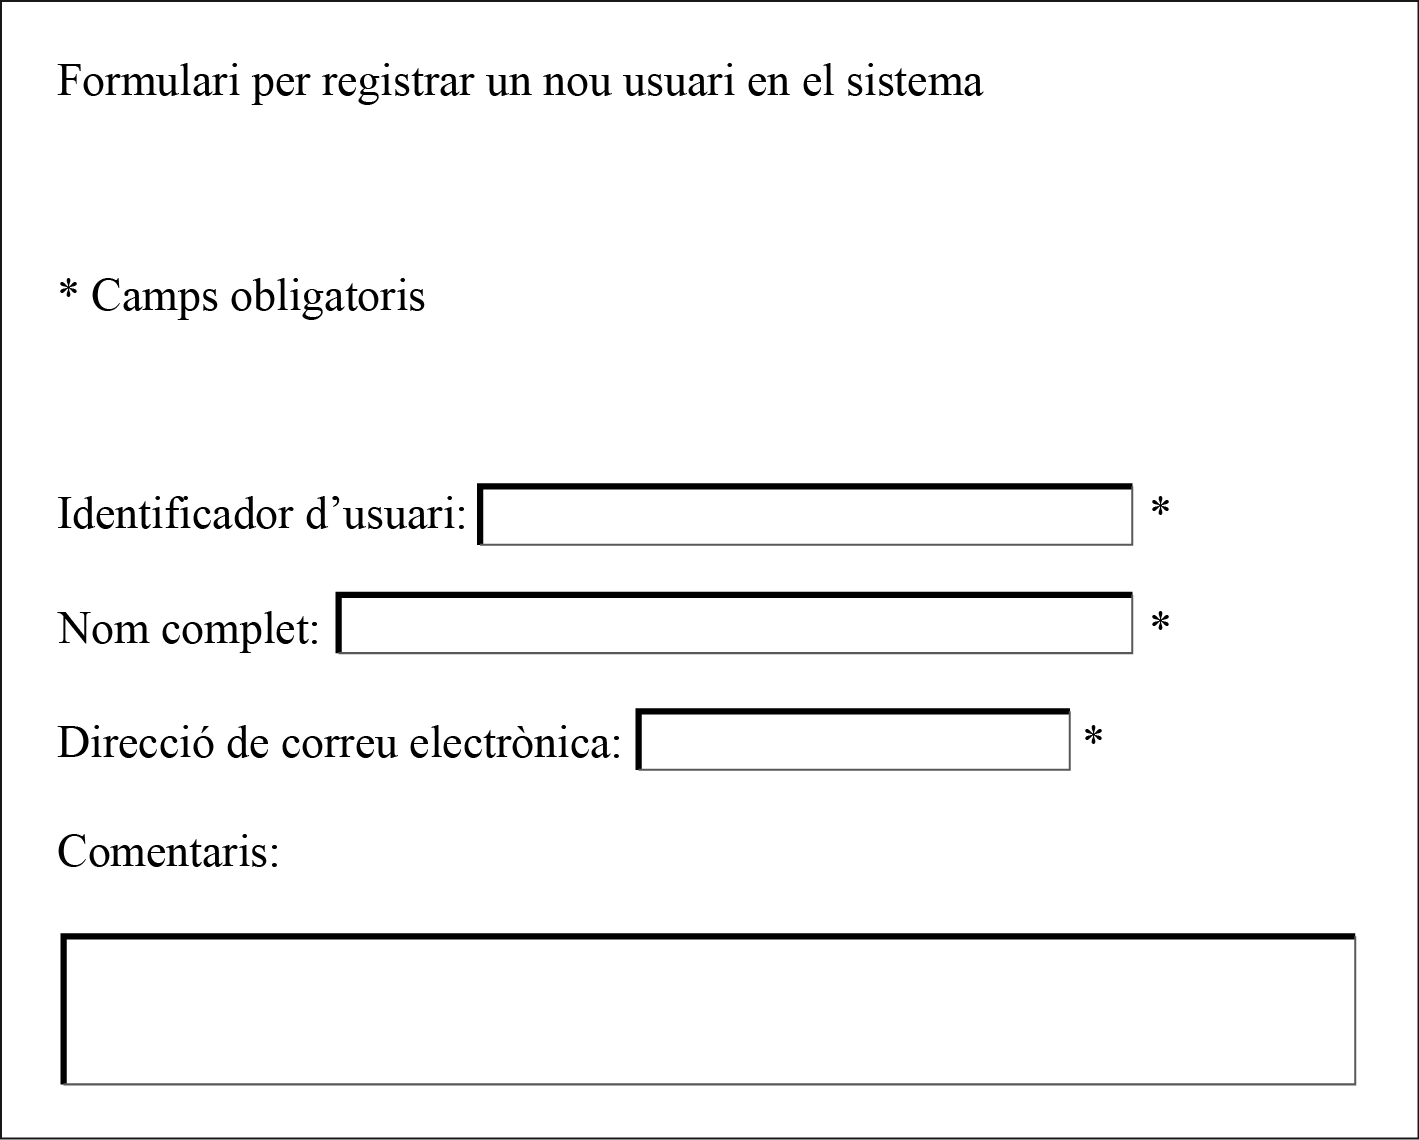 Formulari per registrar un nou usuari en el sistema
* Camps obligatoris
Identificador d’usuari: *
Nom complet: *
Direcció de correu electrònica: *
Comentaris: